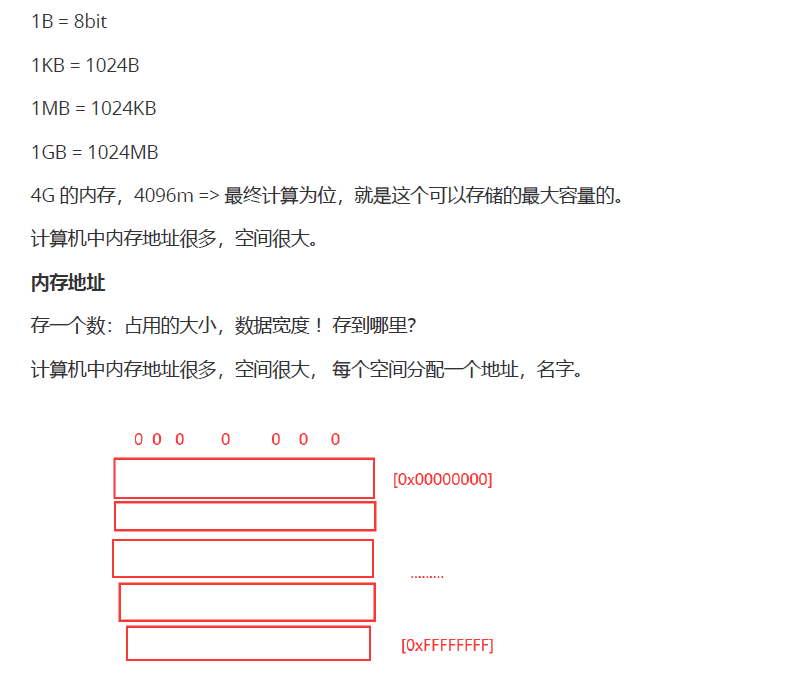 1B = 8bit
1KB = 1024B
1MB = 1024KB
1GB = 1024MB
4G 的内存，4096m => 最终计算为位，就是这个可以存储的最大容量的。
计算机中内存地址很多，空间很大。
内存地址
存一个数：占用的大小，数据宽度 ！存到哪里？
计算机中内存地址很多，空间很大， 每个空间分配一个地址，名字。
0 0 0 0 0 0 0
[0x00000000]
.........
[0xFFFFFFFF]